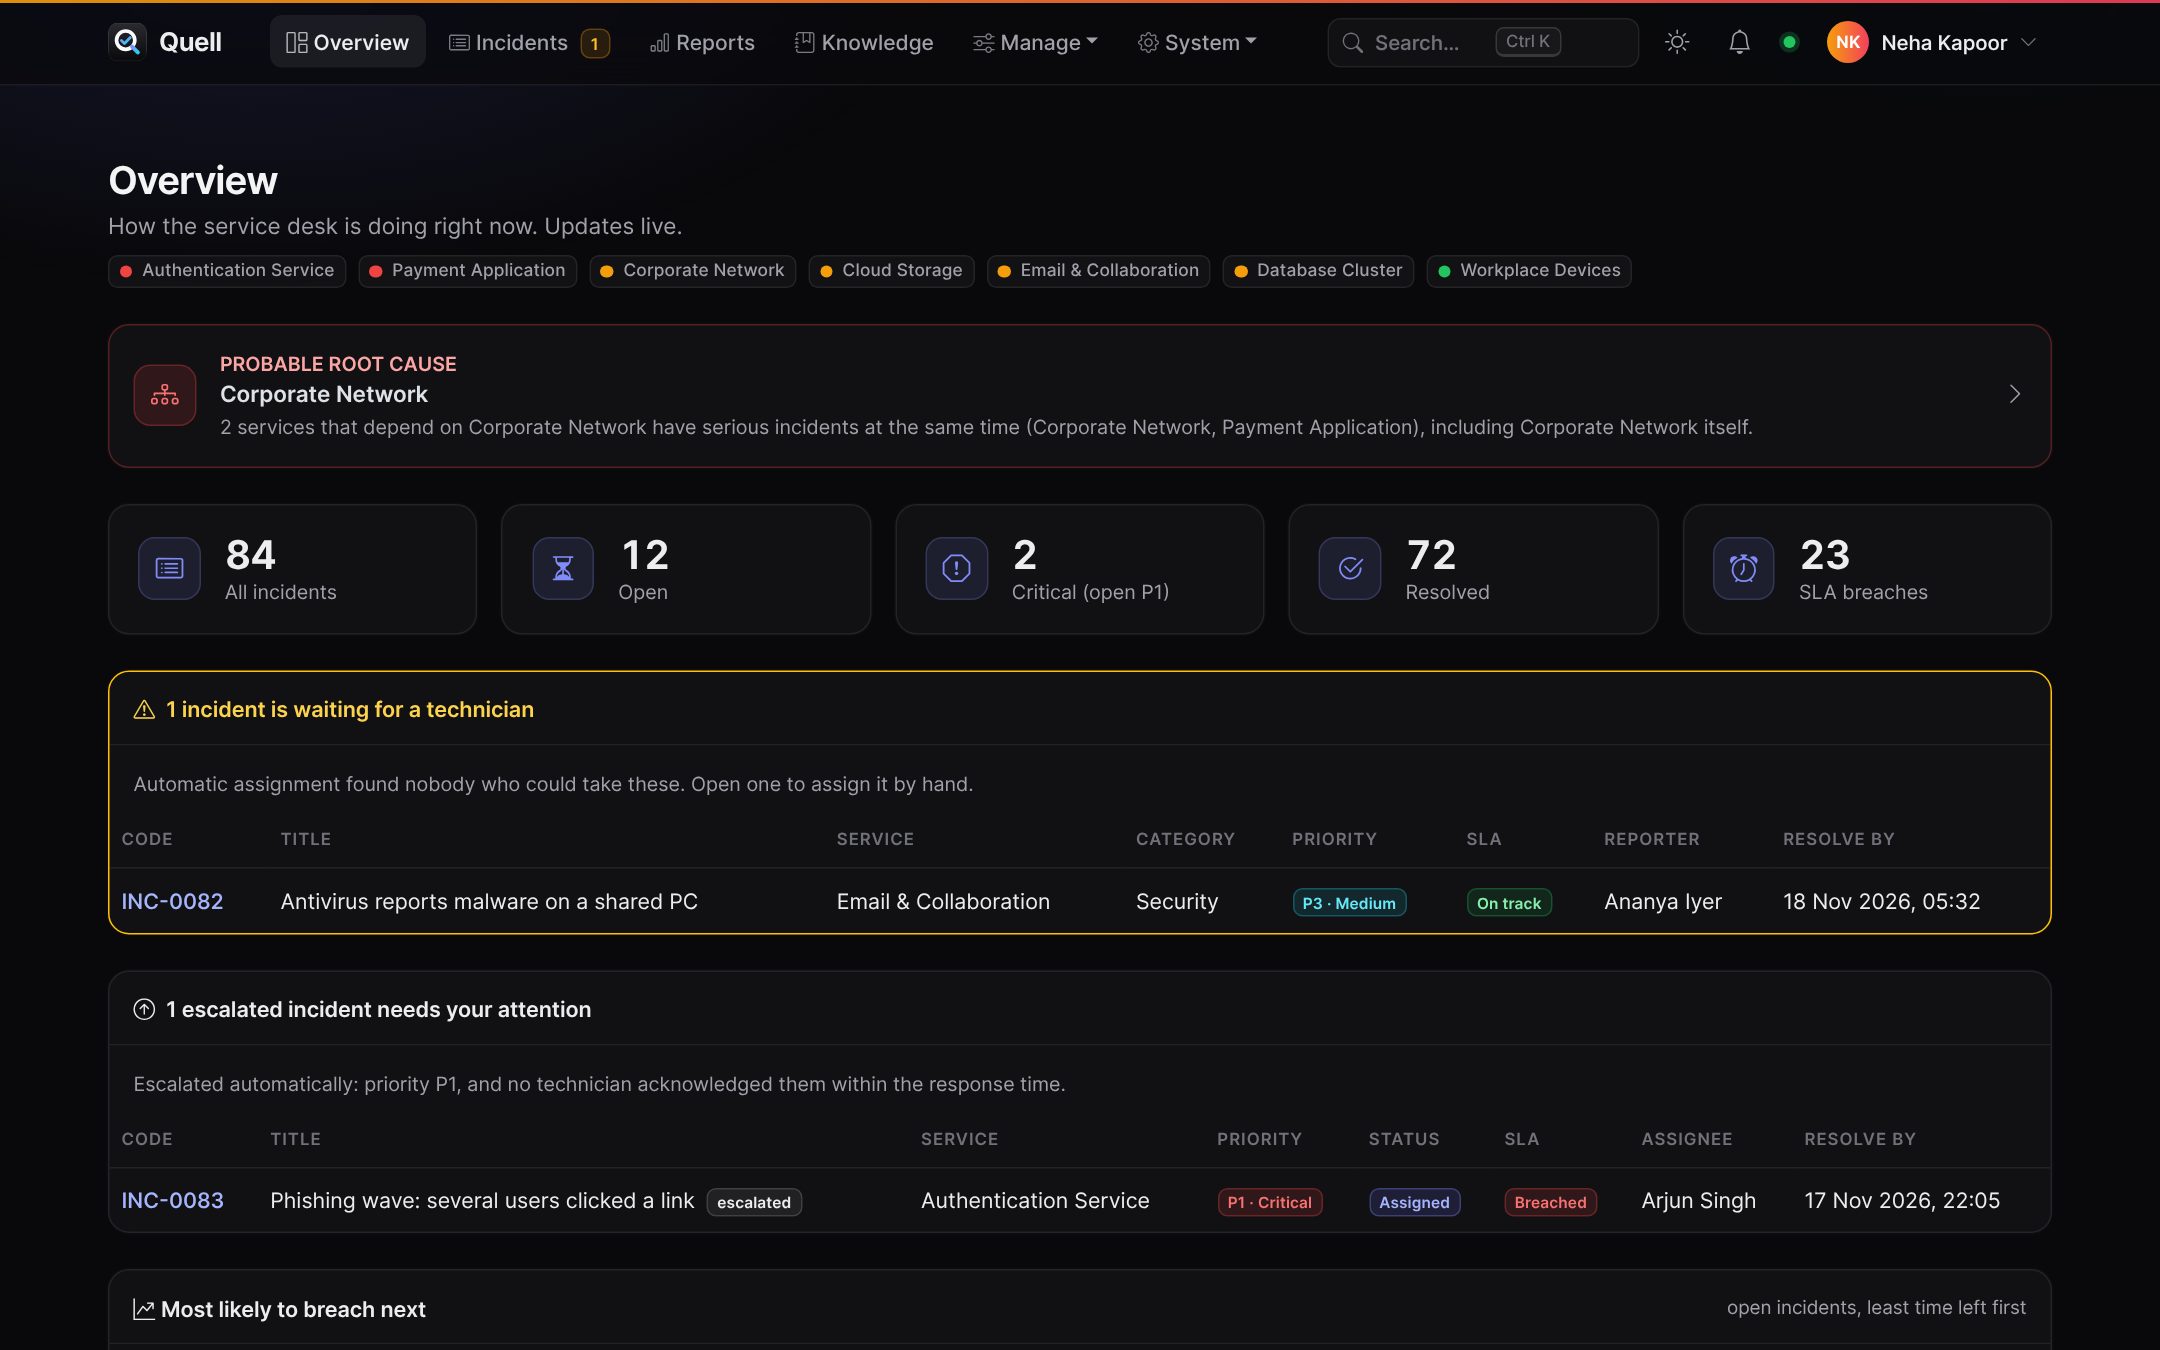 Quell
Overview
Incidents 1
Reports
Knowledge
Manage
System
Search... Ctrl K
NK Neha Kapoor
Overview
How the service desk is doing right now. Updates live.
Authentication Service
Payment Application
Corporate Network
Cloud Storage
Email & Collaboration
Database Cluster
Workplace Devices
PROBABLE ROOT CAUSE
Corporate Network
2 services that depend on Corporate Network have serious incidents at the same time (Corporate Network, Payment Application), including Corporate Network itself.
84
All incidents
12
Open
2
Critical (open P1)
72
Resolved
23
SLA breaches
1 incident is waiting for a technician
Automatic assignment found nobody who could take these. Open one to assign it by hand.
CODE TITLE SERVICE CATEGORY PRIORITY SLA REPORTER RESOLVE BY
INC-0082 Antivirus reports malware on a shared PC Email & Collaboration Security P3 · Medium On track Ananya Iyer 18 Nov 2026, 05:32
1 escalated incident needs your attention
Escalated automatically: priority P1, and no technician acknowledged them within the response time.
CODE TITLE SERVICE PRIORITY STATUS SLA ASSIGNEE RESOLVE BY
INC-0083 Phishing wave: several users clicked a link escalated Authentication Service P1 · Critical Assigned Breached Arjun Singh 17 Nov 2026, 22:05
Most likely to breach next
open incidents, least time left first